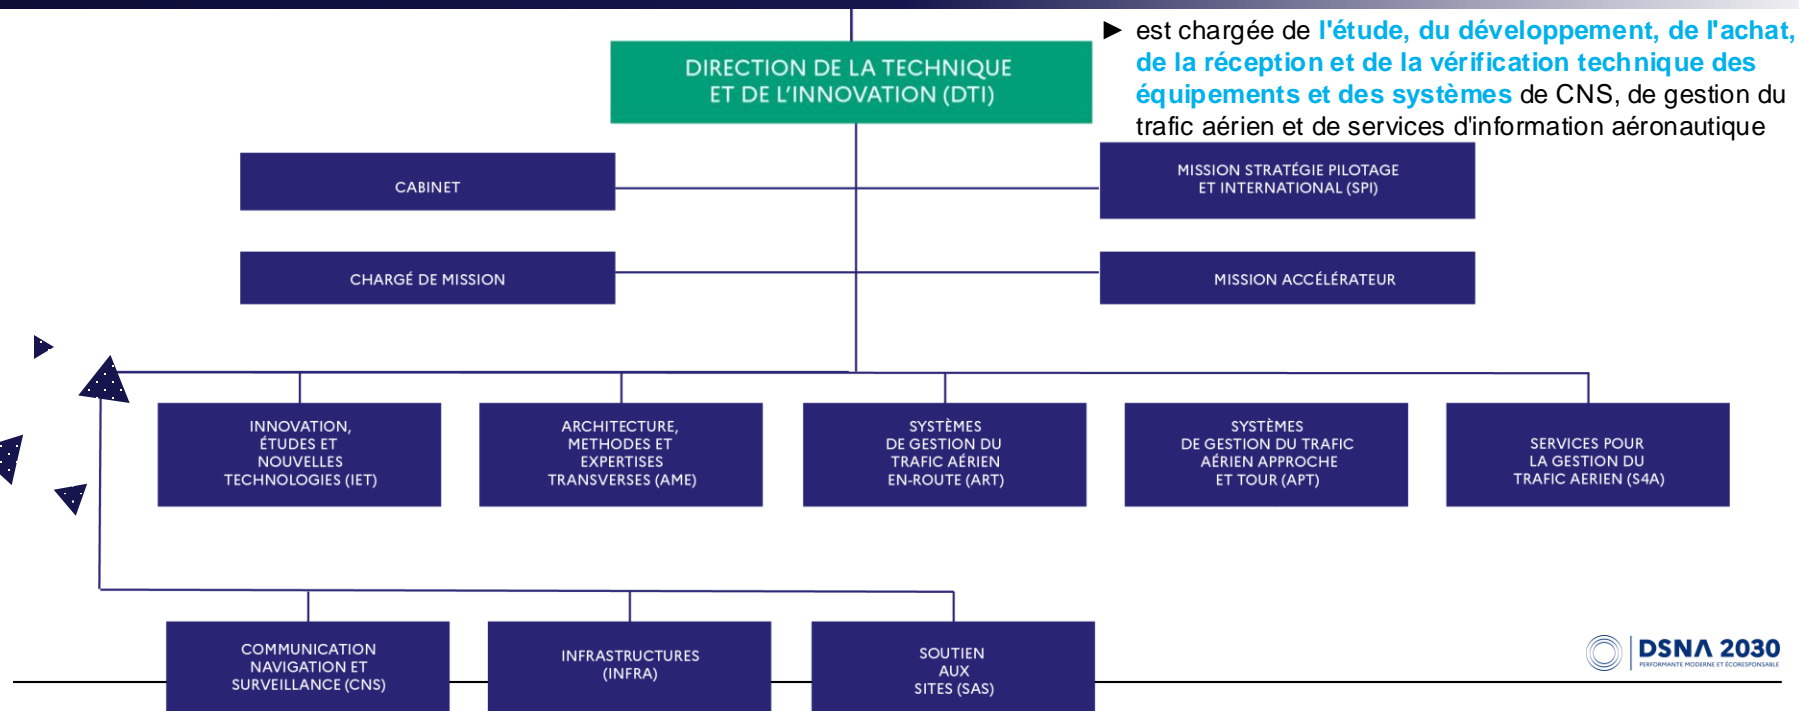 DIRECTION DE LA TECHNIQUE
ET DE L'INNOVATION (DTI)
► est chargée de l'étude, du développement, de l'achat,
de la réception et de la vérification technique des
équipements et des systèmes de CNS, de gestion du
trafic aérien et de services d'information aéronautique
CABINET
MISSION STRATÉGIE PILOTAGE
ET INTERNATIONAL (SPI)
CHARGÉ DE MISSION
MISSION ACCÉLÉRATEUR
INNOVATION,
ÉTUDES ET
NOUVELLES
TECHNOLOGIES (IET)
ARCHITECTURE,
METHODES ET
EXPERTISES
TRANSVERSES (AME)
SYSTÈMES
DE GESTION DU
TRAFIC AÉRIEN
EN-ROUTE (ART)
SYSTÈMES
DE GESTION DU TRAFIC
AÉRIEN APPROCHE
ET TOUR (APT)
SERVICES POUR
LA GESTION DU
TRAFIC AERIEN (S4A)
COMMUNICATION
NAVIGATION ET
SURVEILLANCE (CNS)
INFRASTRUCTURES
(INFRA)
SOUTIEN
AUX
SITES (SAS)
DSNA 2030
PERFORMANTE MODERNE ET ÉCORESPONSABLE